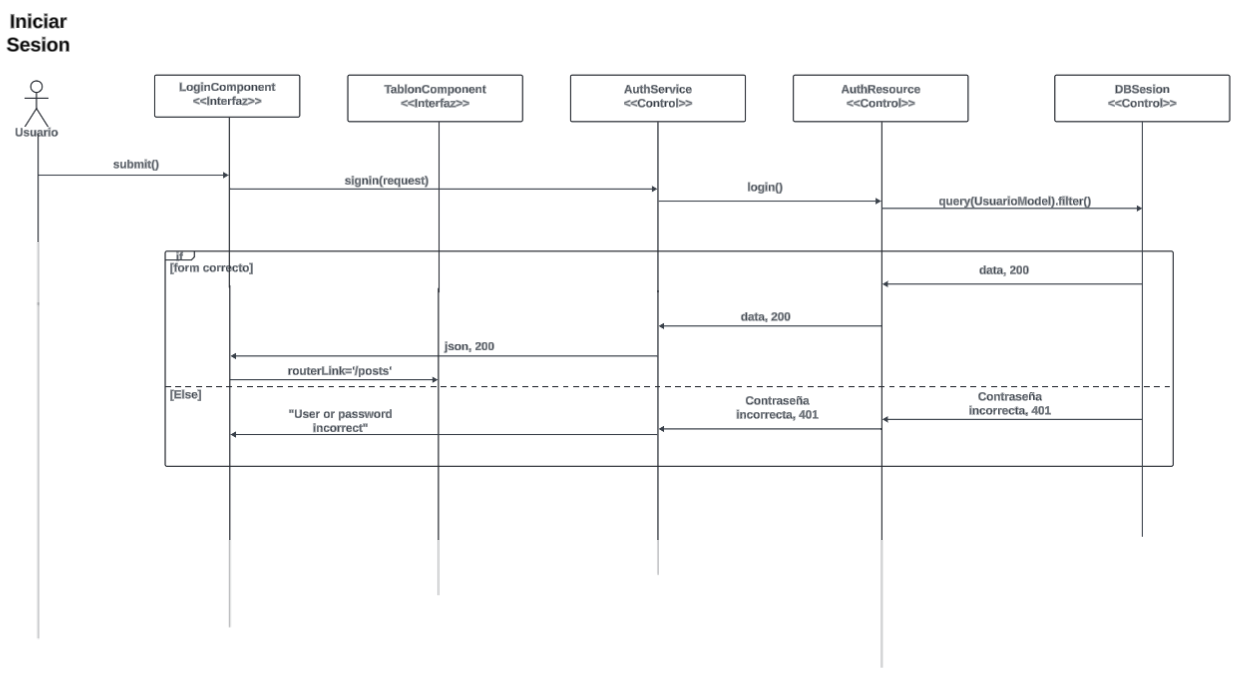 Iniciar
Sesion
Usuario
LoginComponent
<<Interfaz>>
TablonComponent
<<Interfaz>>
AuthService
<<Control>>
AuthResource
<<Control>>
DBSesion
<<Control>>
submit()
signin(request)
login()
query(UsuarioModel).filter()
if
[form correcto]
data, 200
data, 200
json, 200
routerLink='/posts'
[Else]
Contraseña
incorrecta, 401
Contraseña
incorrecta, 401
"User or password
incorrect"